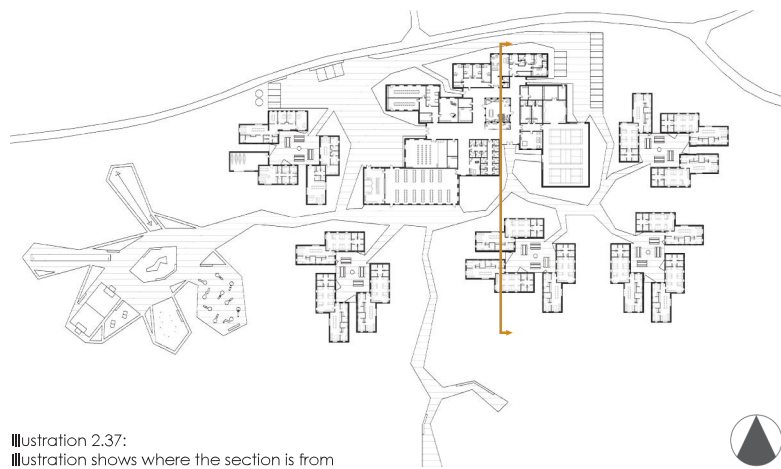 Illustration 2.37:
Illustration shows where the section is from